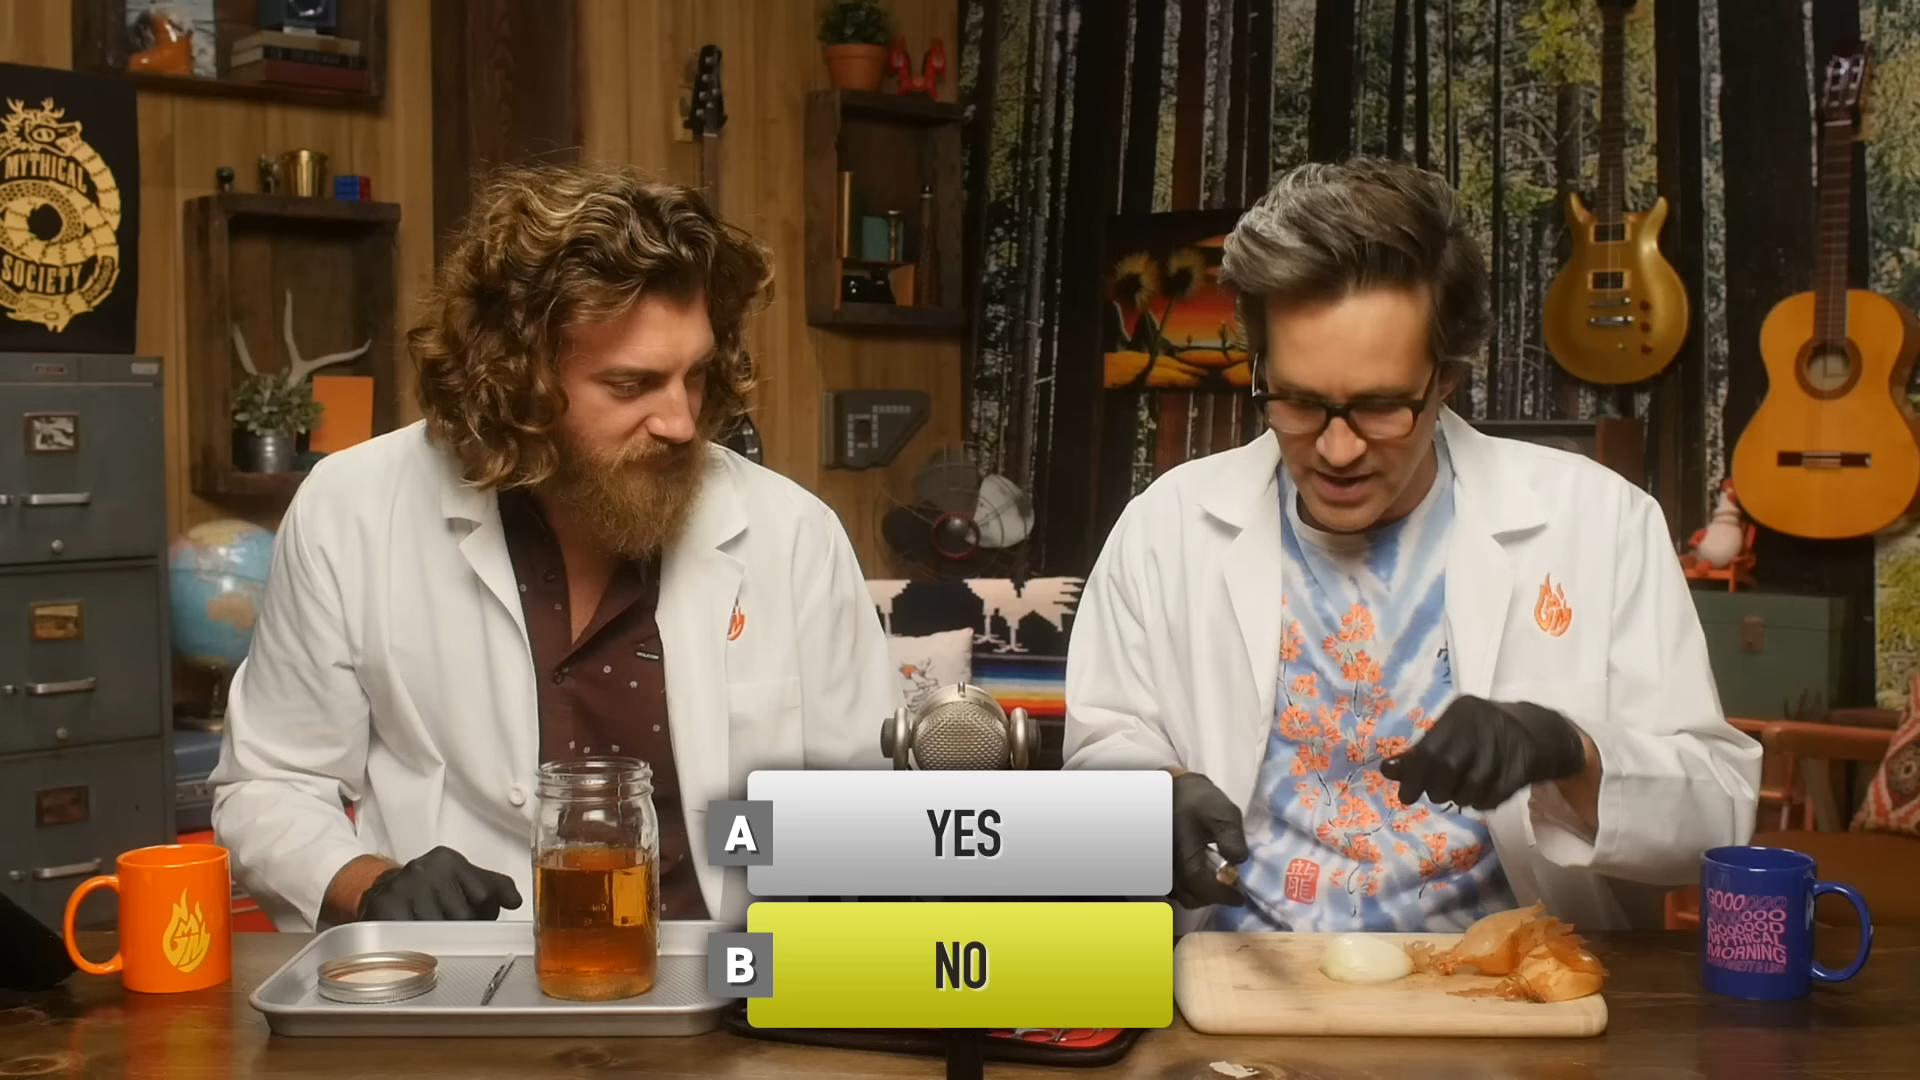 MYTHICAL
SOCIETY
A
YES
B
NO
龍
GOOOOOOO
MYTHICAL
MORNING